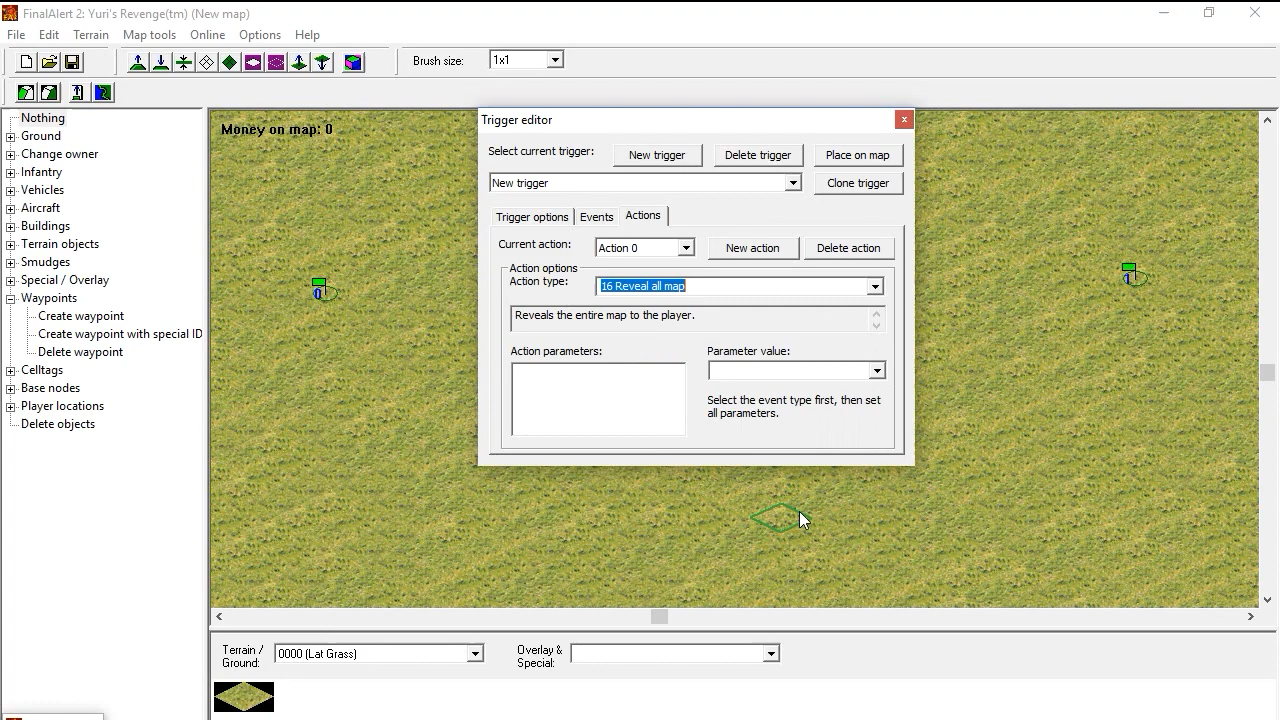 FinalAlert 2: Yuri's Revenge(tm) (New map)
File Edit Terrain Map tools Online Options Help
Brush size: 1x1
Nothing
Ground
Change owner
Infantry
Vehicles
Aircraft
Buildings
Terrain objects
Smudges
Special / Overlay
Waypoints
Create waypoint
Create waypoint with special ID
Delete waypoint
Celltags
Base nodes
Player locations
Delete objects
Money on map: 0
0
1
Trigger editor
Select current trigger: New trigger Delete trigger Place on map
New trigger Clone trigger
Trigger options Events Actions
Current action: Action 0 New action Delete action
Action options
Action type: 16 Reveal all map
Reveals the entire map to the player.
Action parameters: Parameter value:
Select the event type first, then set
all parameters.
Terrain /
Ground: 0000 (Lat Grass)
Overlay &
Special: